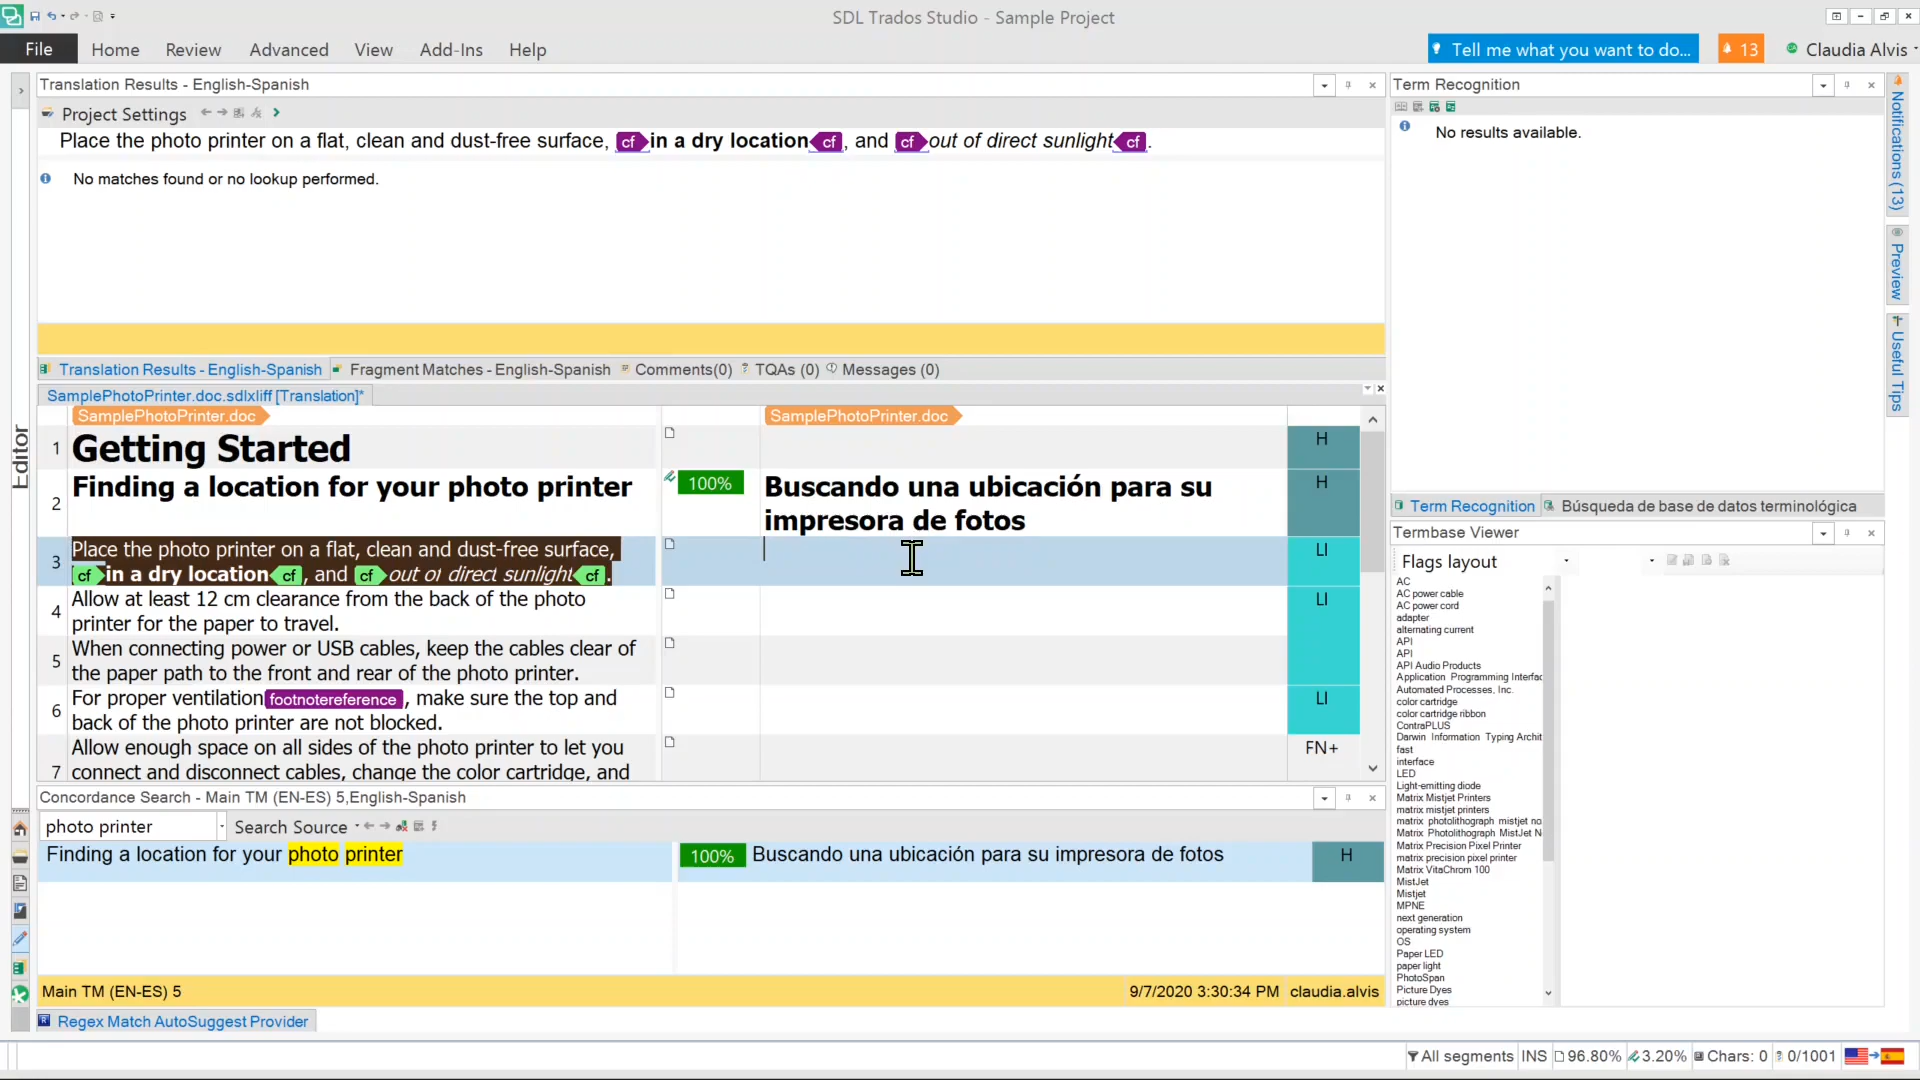 SDL Trados Studio - Sample Project
File Home Review Advanced View Add-Ins Help
Tell me what you want to do... 13 Claudia Alvis
Translation Results - English-Spanish
Project Settings
Place the photo printer on a flat, clean and dust-free surface, cf in a dry location cf , and cf out of direct sunlight cf .
No matches found or no lookup performed.
Term Recognition
No results available.
Notifications (13)
Preview
Useful Tips
Editor
Translation Results - English-Spanish Fragment Matches - English-Spanish Comments(0) TQAs (0) Messages (0)
SamplePhotoPrinter.doc.sdlxliff [Translation]*
SamplePhotoPrinter.doc SamplePhotoPrinter.doc
1 Getting Started H
2 Finding a location for your photo printer 100% Buscando una ubicación para su H
impresora de fotos
3 Place the photo printer on a flat, clean and dust-free surface, LI
cf in a dry location cf , and cf out of direct sunlight cf .
4 Allow at least 12 cm clearance from the back of the photo LI
printer for the paper to travel.
5 When connecting power or USB cables, keep the cables clear of
the paper path to the front and rear of the photo printer.
6 For proper ventilation footnotereference , make sure the top and LI
back of the photo printer are not blocked.
7 Allow enough space on all sides of the photo printer to let you FN+
connect and disconnect cables, change the color cartridge, and
Concordance Search - Main TM (EN-ES) 5,English-Spanish
photo printer Search Source
Finding a location for your photo printer 100% Buscando una ubicación para su impresora de fotos H
Main TM (EN-ES) 5 9/7/2020 3:30:34 PM claudia.alvis
Regex Match AutoSuggest Provider
Term Recognition Búsqueda de base de datos terminológica
Termbase Viewer
Flags layout
AC
AC power cable
AC power cord
adapter
alternating current
API
API
API Audio Products
Application Programming Interfac
Automated Processes, Inc.
color cartridge
color cartridge ribbon
ContraPLUS
Darwin Information Typing Archit
fast
interface
LED
Light-emitting diode
Matrix Mistjet Printers
matrix mistjet printers
matrix photolithograph mistjet no
Matrix Photolithograph MistJet N
Matrix Precision Pixel Printer
matrix precision pixel printer
Matrix VitaChrom 100
MistJet
Mistjet
MPNE
next generation
operating system
OS
Paper LED
paper light
PhotoSpan
Picture Dyes
picture dyes
All segments INS 96.80% 3.20% Chars: 0 0/1001